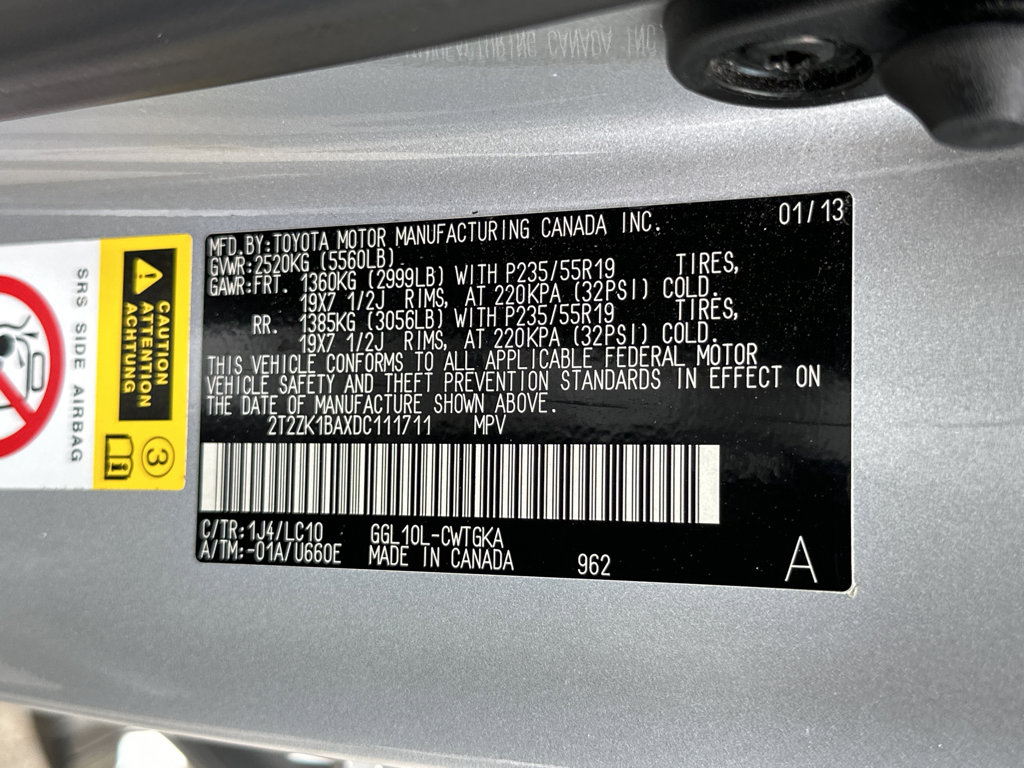 MANUFACTURING CANADA INC
01/13
MFD.BY:TOYOTA MOTOR MANUFACTURING CANADA INC.
GVWR:2520KG (5560LB)
GAWR:FRT. 1360KG (2999LB) WITH P235/55R19 TIRES,
19X7 1/2J RIMS, AT 220KPA (32PSI) COLD.
RR. 1385KG (3056LB) WITH P235/55R19 TIRES,
19X7 1/2J RIMS, AT 220KPA (32PSI) COLD.
THIS VEHICLE CONFORMS TO ALL APPLICABLE FEDERAL MOTOR
VEHICLE SAFETY AND THEFT PREVENTION STANDARDS IN EFFECT ON
THE DATE OF MANUFACTURE SHOWN ABOVE.
2T2ZK1BAXDC111711 MPV
C/TR:1J4/LC10 GGL10L-CWTGKA
A/TM:-01A/U660E MADE IN CANADA 962 A
CAUTION
ATTENTION
ACHTUNG
3
SRS SIDE AIRBAG